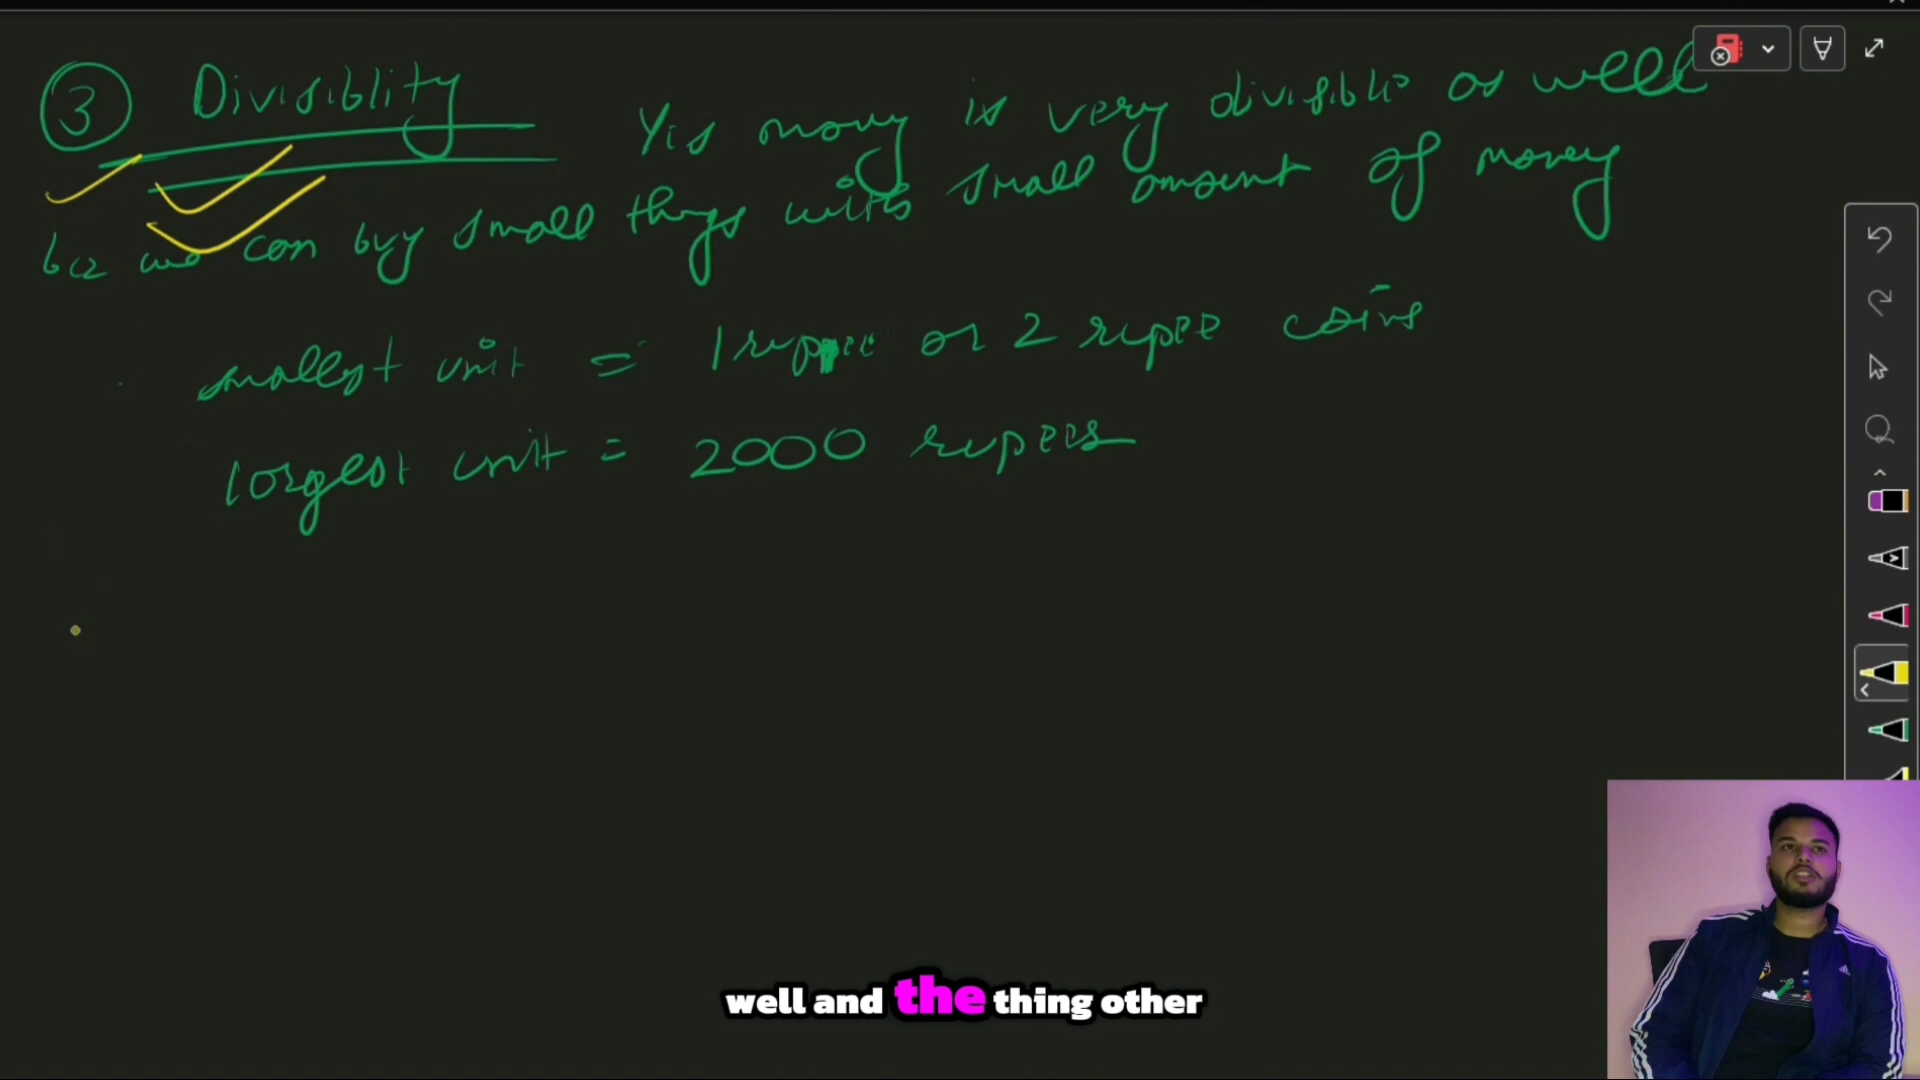 3 Divisiblity
Yes money is very divisible as well
bcz we can buy small things with small amount of money
smallest unit = 1 rupee or 2 rupee coins
largest unit = 2000 rupees
well and the thing other